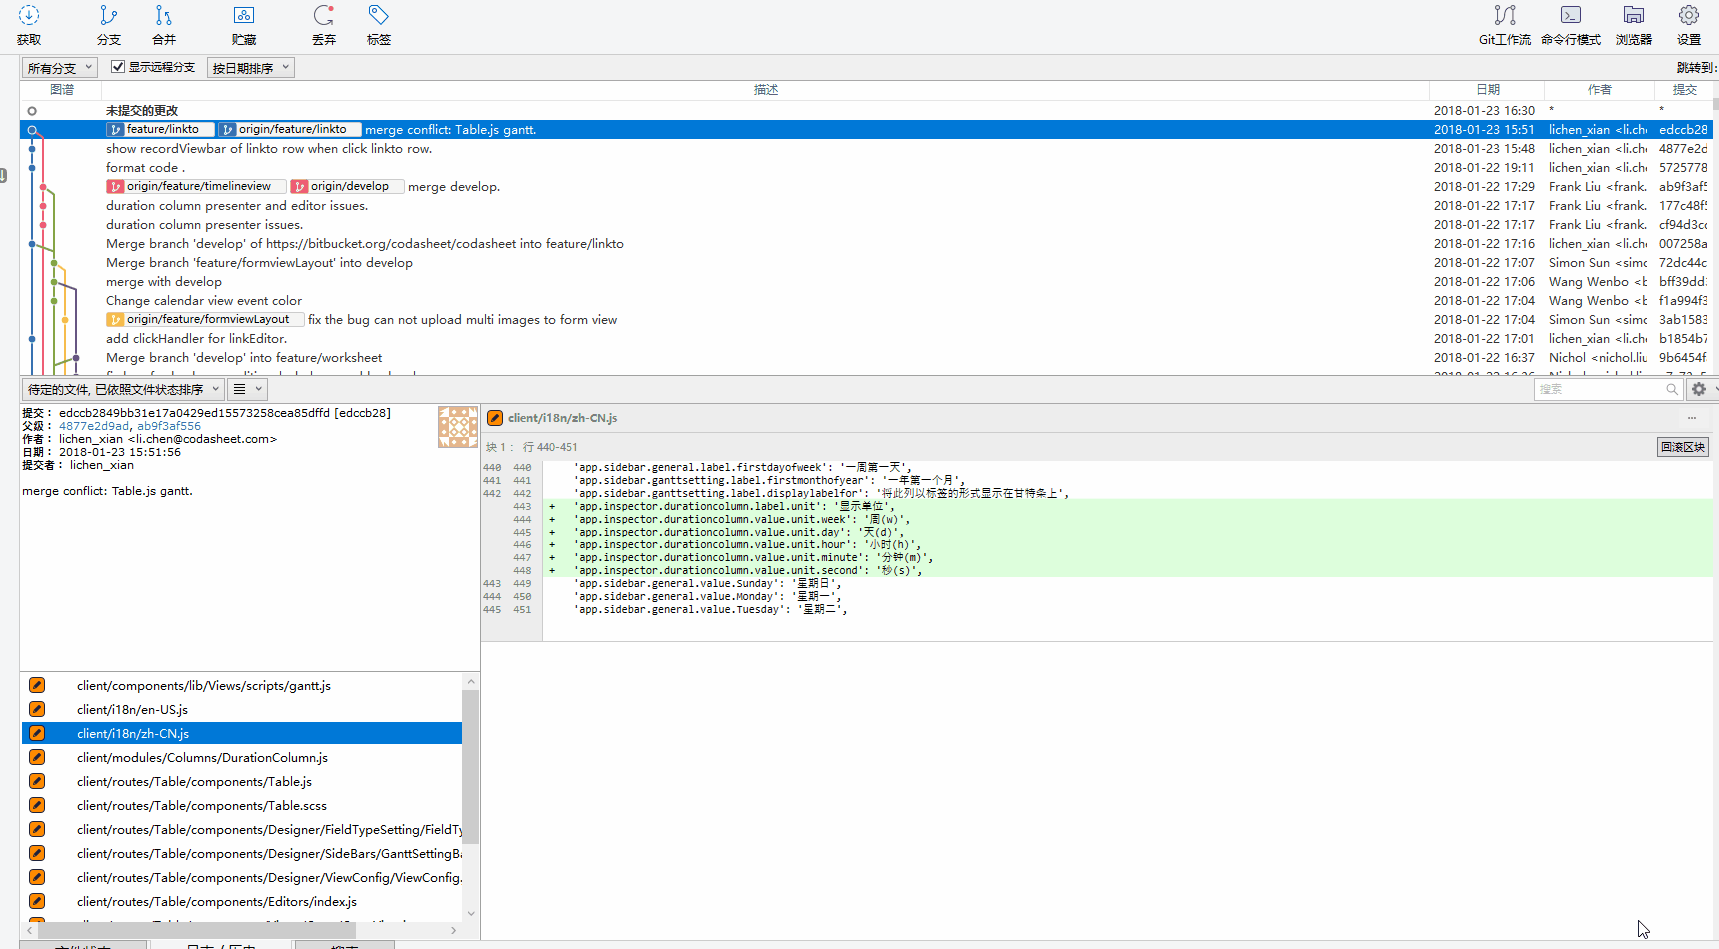 获取 分支 合并 贮藏 丢弃 标签 Git工作流 命令行模式 浏览器 设置
所有分支 显示远程分支 按日期排序 跳转到:
图谱 描述 日期 作者 提交
未提交的更改 2018-01-23 16:30 * *
feature/linkto origin/feature/linkto merge conflict: Table.js gantt. 2018-01-23 15:51 lichen_xian <li.che edccb28
show recordViewbar of linkto row when click linkto row. 2018-01-23 15:48 lichen_xian <li.che 4877e2d
format code . 2018-01-22 19:11 lichen_xian <li.che 5725778
origin/feature/timelineview origin/develop merge develop. 2018-01-22 17:29 Frank Liu <frank. ab9f3af5
duration column presenter and editor issues. 2018-01-22 17:17 Frank Liu <frank. 177c48f5
duration column presenter issues. 2018-01-22 17:17 Frank Liu <frank. cf94d3cc
Merge branch 'develop' of https://bitbucket.org/codasheet/codasheet into feature/linkto 2018-01-22 17:16 lichen_xian <li.che 007258a
Merge branch 'feature/formviewLayout' into develop 2018-01-22 17:07 Simon Sun <simc 72dc44c
merge with develop 2018-01-22 17:06 Wang Wenbo <b bff39dd
Change calendar view event color 2018-01-22 17:04 Wang Wenbo <b f1a994f3
origin/feature/formviewLayout fix the bug can not upload multi images to form view 2018-01-22 17:04 Simon Sun <simc 3ab1583
add clickHandler for linkEditor. 2018-01-22 17:01 lichen_xian <li.che b1854b7
Merge branch 'develop' into feature/worksheet 2018-01-22 16:37 Nichol <nichol.liu 9b6454f
待定的文件, 已依照文件状态排序 搜索
提交： edccb2849bb31e17a0429ed15573258cea85dffd [edccb28]
父级： 4877e2d9ad, ab9f3af556
作者： lichen_xian <li.chen@codasheet.com>
日期： 2018-01-23 15:51:56
提交者： lichen_xian
merge conflict: Table.js gantt.
client/i18n/zh-CN.js ...
块 1： 行 440-451 回滚区块
440 440 'app.sidebar.general.label.firstdayofweek': '一周第一天',
441 441 'app.sidebar.ganttsetting.label.firstmonthofyear': '一年第一个月',
442 442 'app.sidebar.ganttsetting.label.displaylabelfor': '将此列以标签的形式显示在甘特条上',
443 + 'app.inspector.durationcolumn.label.unit': '显示单位',
444 + 'app.inspector.durationcolumn.value.unit.week': '周(w)',
445 + 'app.inspector.durationcolumn.value.unit.day': '天(d)',
446 + 'app.inspector.durationcolumn.value.unit.hour': '小时(h)',
447 + 'app.inspector.durationcolumn.value.unit.minute': '分钟(m)',
448 + 'app.inspector.durationcolumn.value.unit.second': '秒(s)',
443 449 'app.sidebar.general.value.Sunday': '星期日',
444 450 'app.sidebar.general.value.Monday': '星期一',
445 451 'app.sidebar.general.value.Tuesday': '星期二',
client/components/lib/Views/scripts/gantt.js
client/i18n/en-US.js
client/i18n/zh-CN.js
client/modules/Columns/DurationColumn.js
client/routes/Table/components/Table.js
client/routes/Table/components/Table.scss
client/routes/Table/components/Designer/FieldTypeSetting/FieldTy
client/routes/Table/components/Designer/SideBars/GanttSettingBa
client/routes/Table/components/Designer/ViewConfig/ViewConfig.
client/routes/Table/components/Editors/index.js